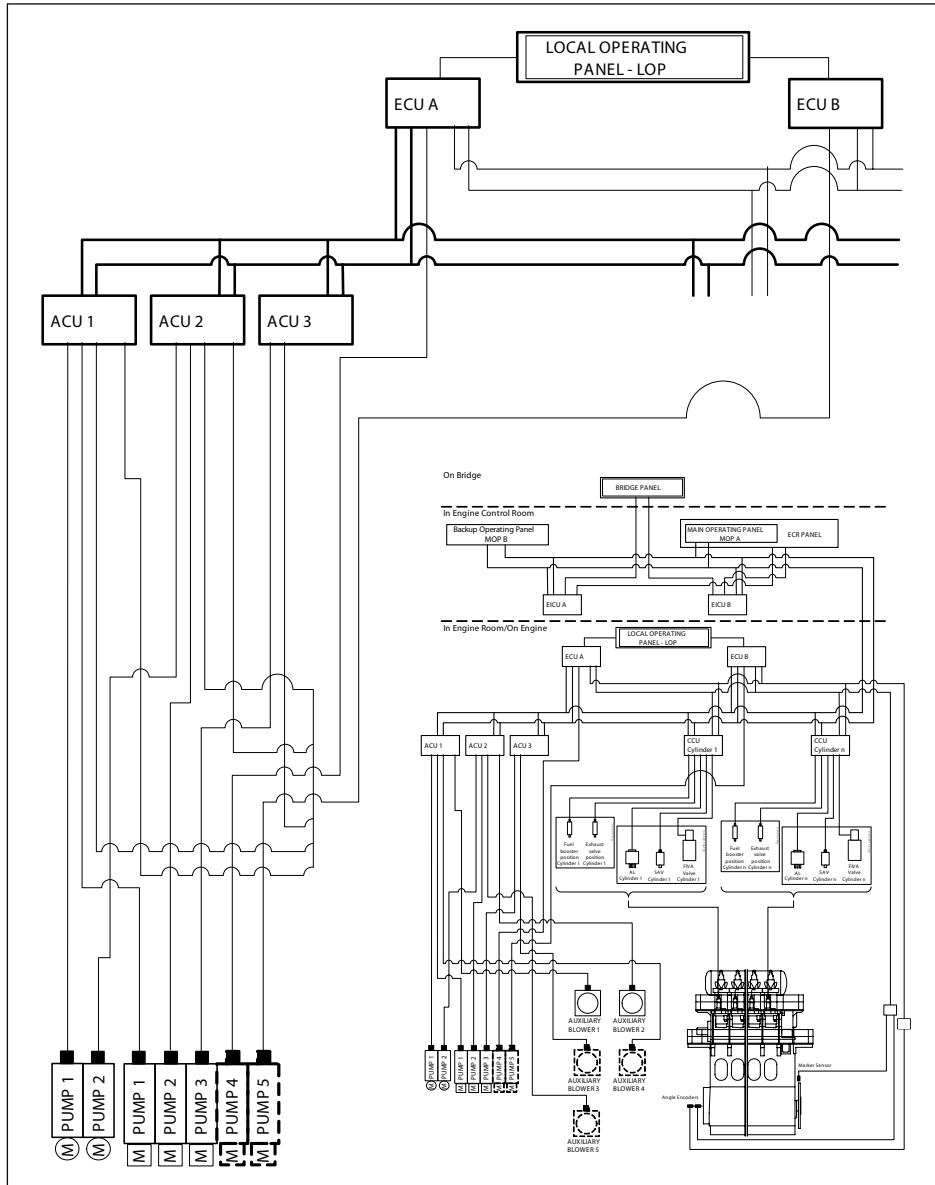 LOCAL OPERATING
PANEL - LOP
ECU A
ECU B
ACU 1
ACU 2
ACU 3
On Bridge
BRIDGE PANEL
In Engine Control Room
Backup Operating Panel
MOP B
MAIN OPERATING PANEL
MOP A
ECR PANEL
EICU A
EICU B
In Engine Room/On Engine
LOCAL OPERATING
PANEL - LOP
ECU A
ECU B
ACU 1
ACU 2
ACU 3
CCU
Cylinder 1
CCU
Cylinder n
Fuel
booster
position
Cylinder 1
Exhaust
valve
position
Cylinder 1
Sensors
AL
Cylinder 1
SAV
Cylinder 1
FIVA
Valve
Cylinder 1
Actuators
Fuel
booster
position
Cylinder n
Exhaust
valve
position
Cylinder n
Sensors
AL
Cylinder n
SAV
Cylinder n
FIVA
Valve
Cylinder n
Actuators
AUXILIARY
BLOWER 1
AUXILIARY
BLOWER 2
AUXILIARY
BLOWER 3
AUXILIARY
BLOWER 4
AUXILIARY
BLOWER 5
M PUMP 1
M PUMP 2
M PUMP 1
M PUMP 2
M PUMP 3
M PUMP 4
M PUMP 5
Marker Sensor
Angle Encoders
M PUMP 1
M PUMP 2
M PUMP 1
M PUMP 2
M PUMP 3
M PUMP 4
M PUMP 5